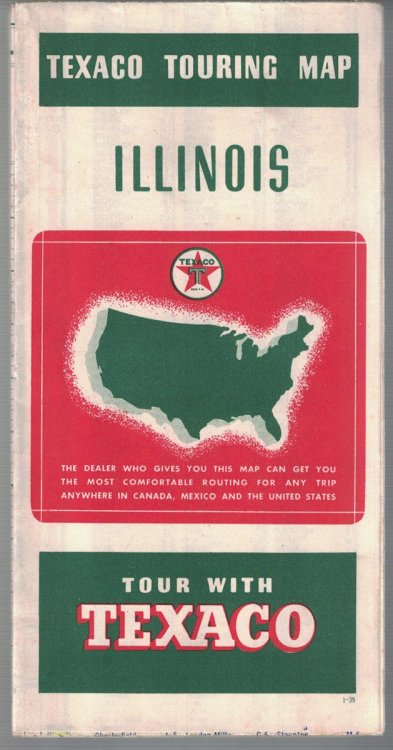 TEXACO TOURING MAP
ILLINOIS
TEXACO
T
THE DEALER WHO GIVES YOU THIS MAP CAN GET YOU
THE MOST COMFORTABLE ROUTING FOR ANY TRIP
ANYWHERE IN CANADA, MEXICO AND THE UNITED STATES
TOUR WITH
TEXACO
1-39